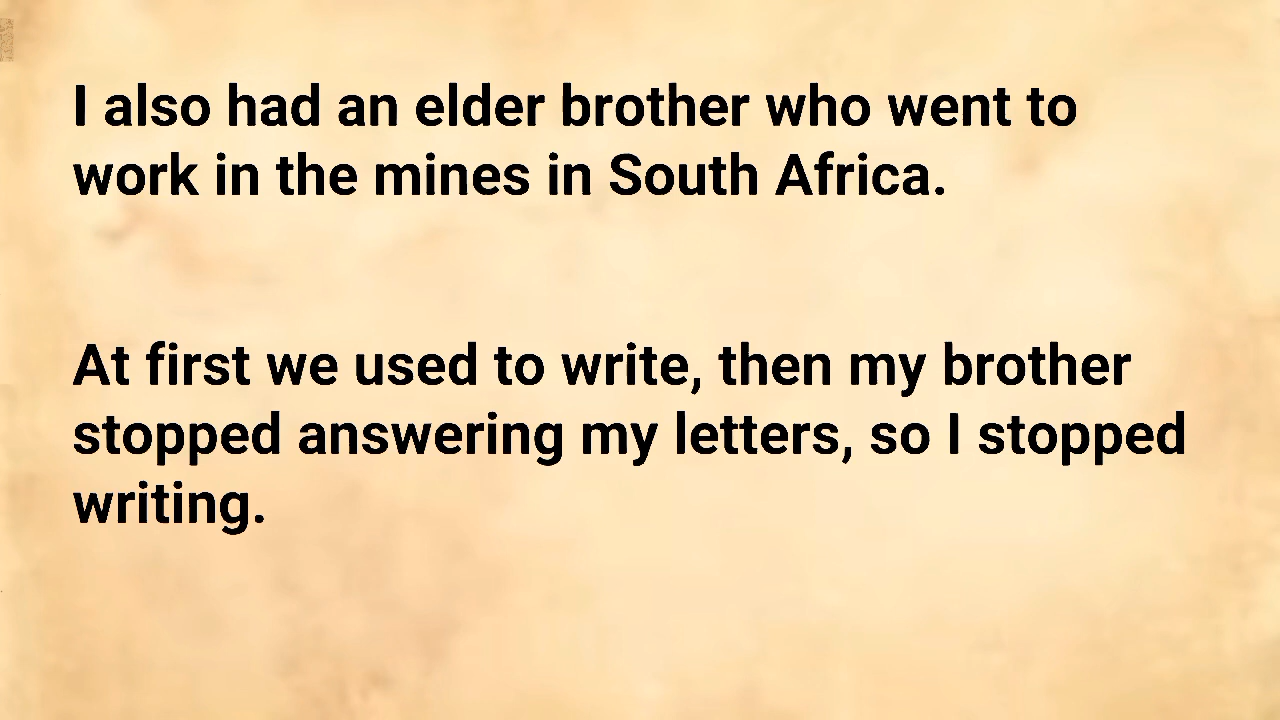 I also had an elder brother who went to
work in the mines in South Africa.
At first we used to write, then my brother
stopped answering my letters, so I stopped
writing.